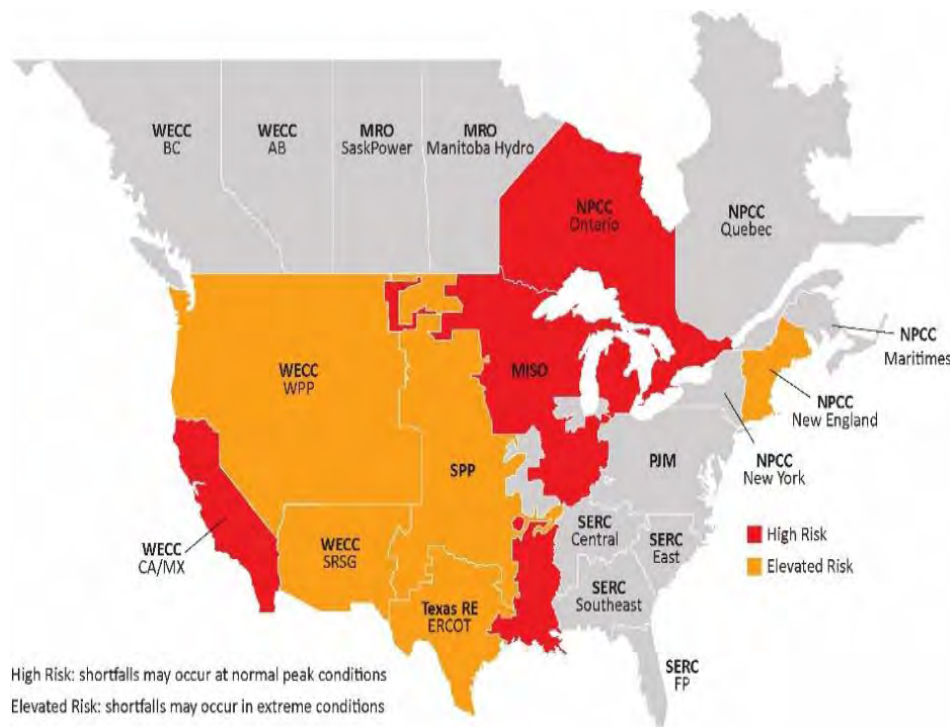 WECC
BC
WECC
AB
MRO
SaskPower
MRO
Manitoba Hydro
NPCC
Ontario
NPCC
Quebec
NPCC
Maritimes
WECC
WPP
MISO
NPCC
New England
SPP
PJM
NPCC
New York
WECC
CA/MX
WECC
SRSG
SERC
Central
SERC
East
High Risk
Elevated Risk
Texas RE
ERCOT
SERC
Southeast
SERC
FP
High Risk: shortfalls may occur at normal peak conditions
Elevated Risk: shortfalls may occur in extreme conditions